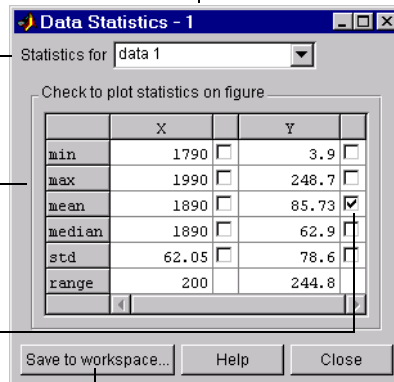 Data Statistics - 1
Statistics for data 1
Check to plot statistics on figure
X Y
min 1790 3.9
max 1990 248.7
mean 1890 85.73
median 1890 62.9
std 62.05 78.6
range 200 244.8
Save to workspace... Help Close